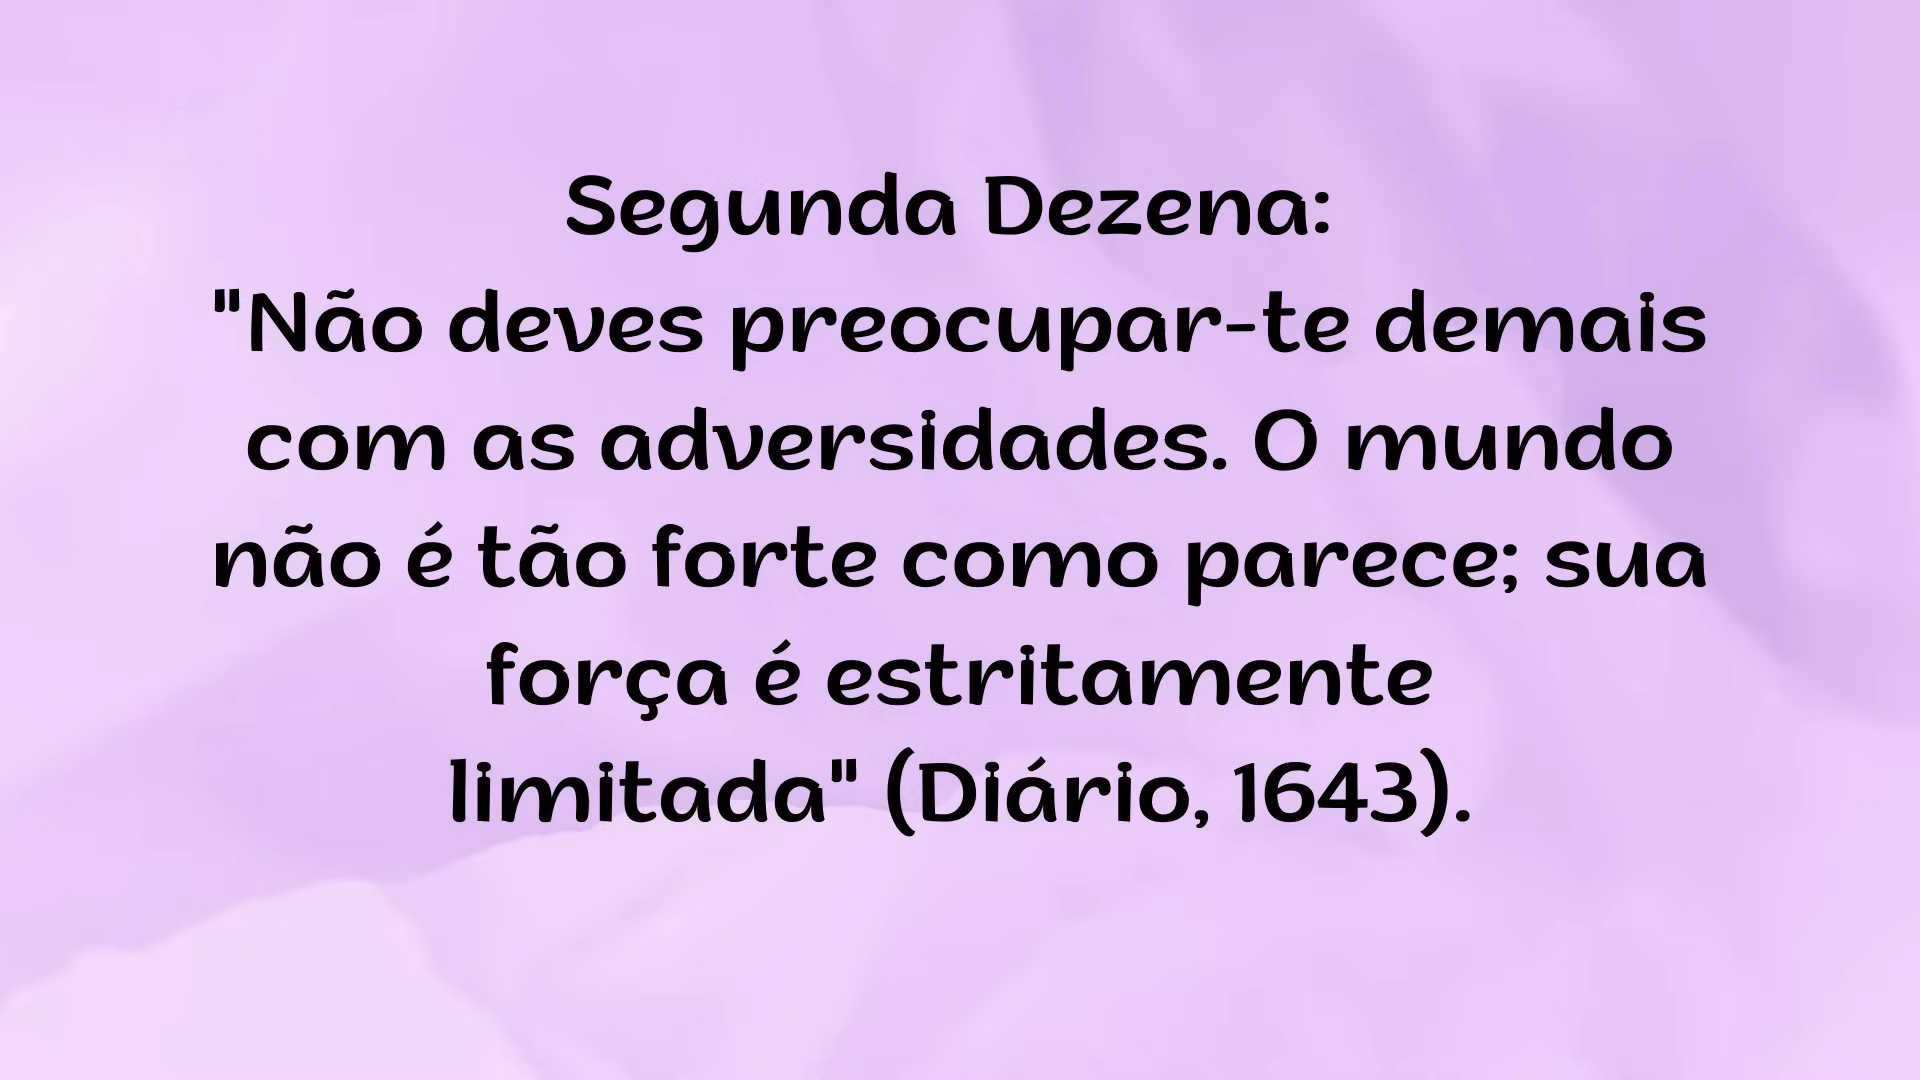 Segunda Dezena:
"Não deves preocupar-te demais
com as adversidades. O mundo
não é tão forte como parece; sua
força é estritamente
limitada" (Diário, 1643).